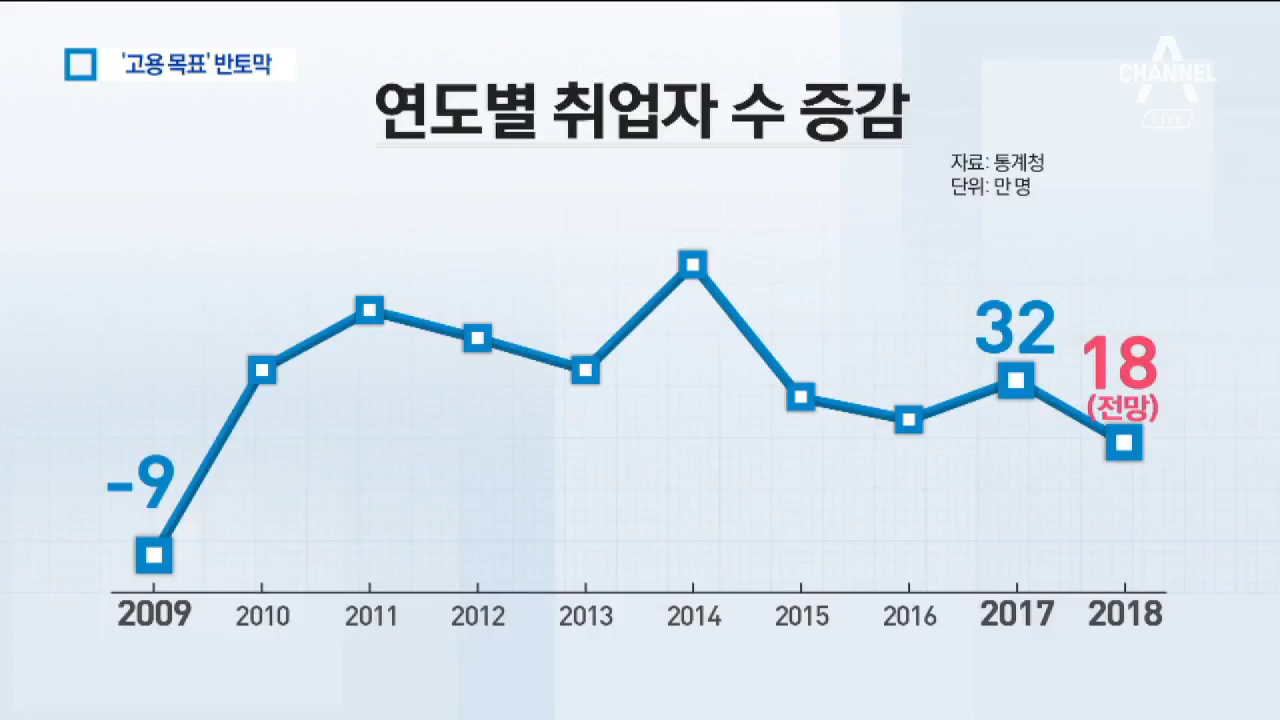 '고용 목표' 반토막
CHANNEL A
LIVE
연도별 취업자 수 증감
자료: 통계청
단위: 만 명
32
18
(전망)
-9
2009 2010 2011 2012 2013 2014 2015 2016 2017 2018